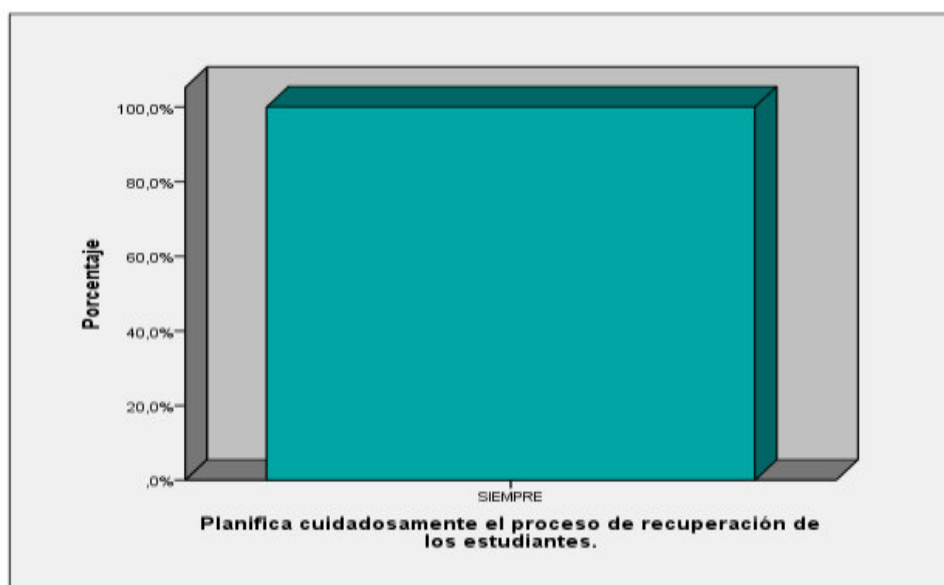 100,0%
80,0%
60,0%
40,0%
20,0%
,0%
Porcentaje
SIEMPRE
Planifica cuidadosamente el proceso de recuperación de
los estudiantes.